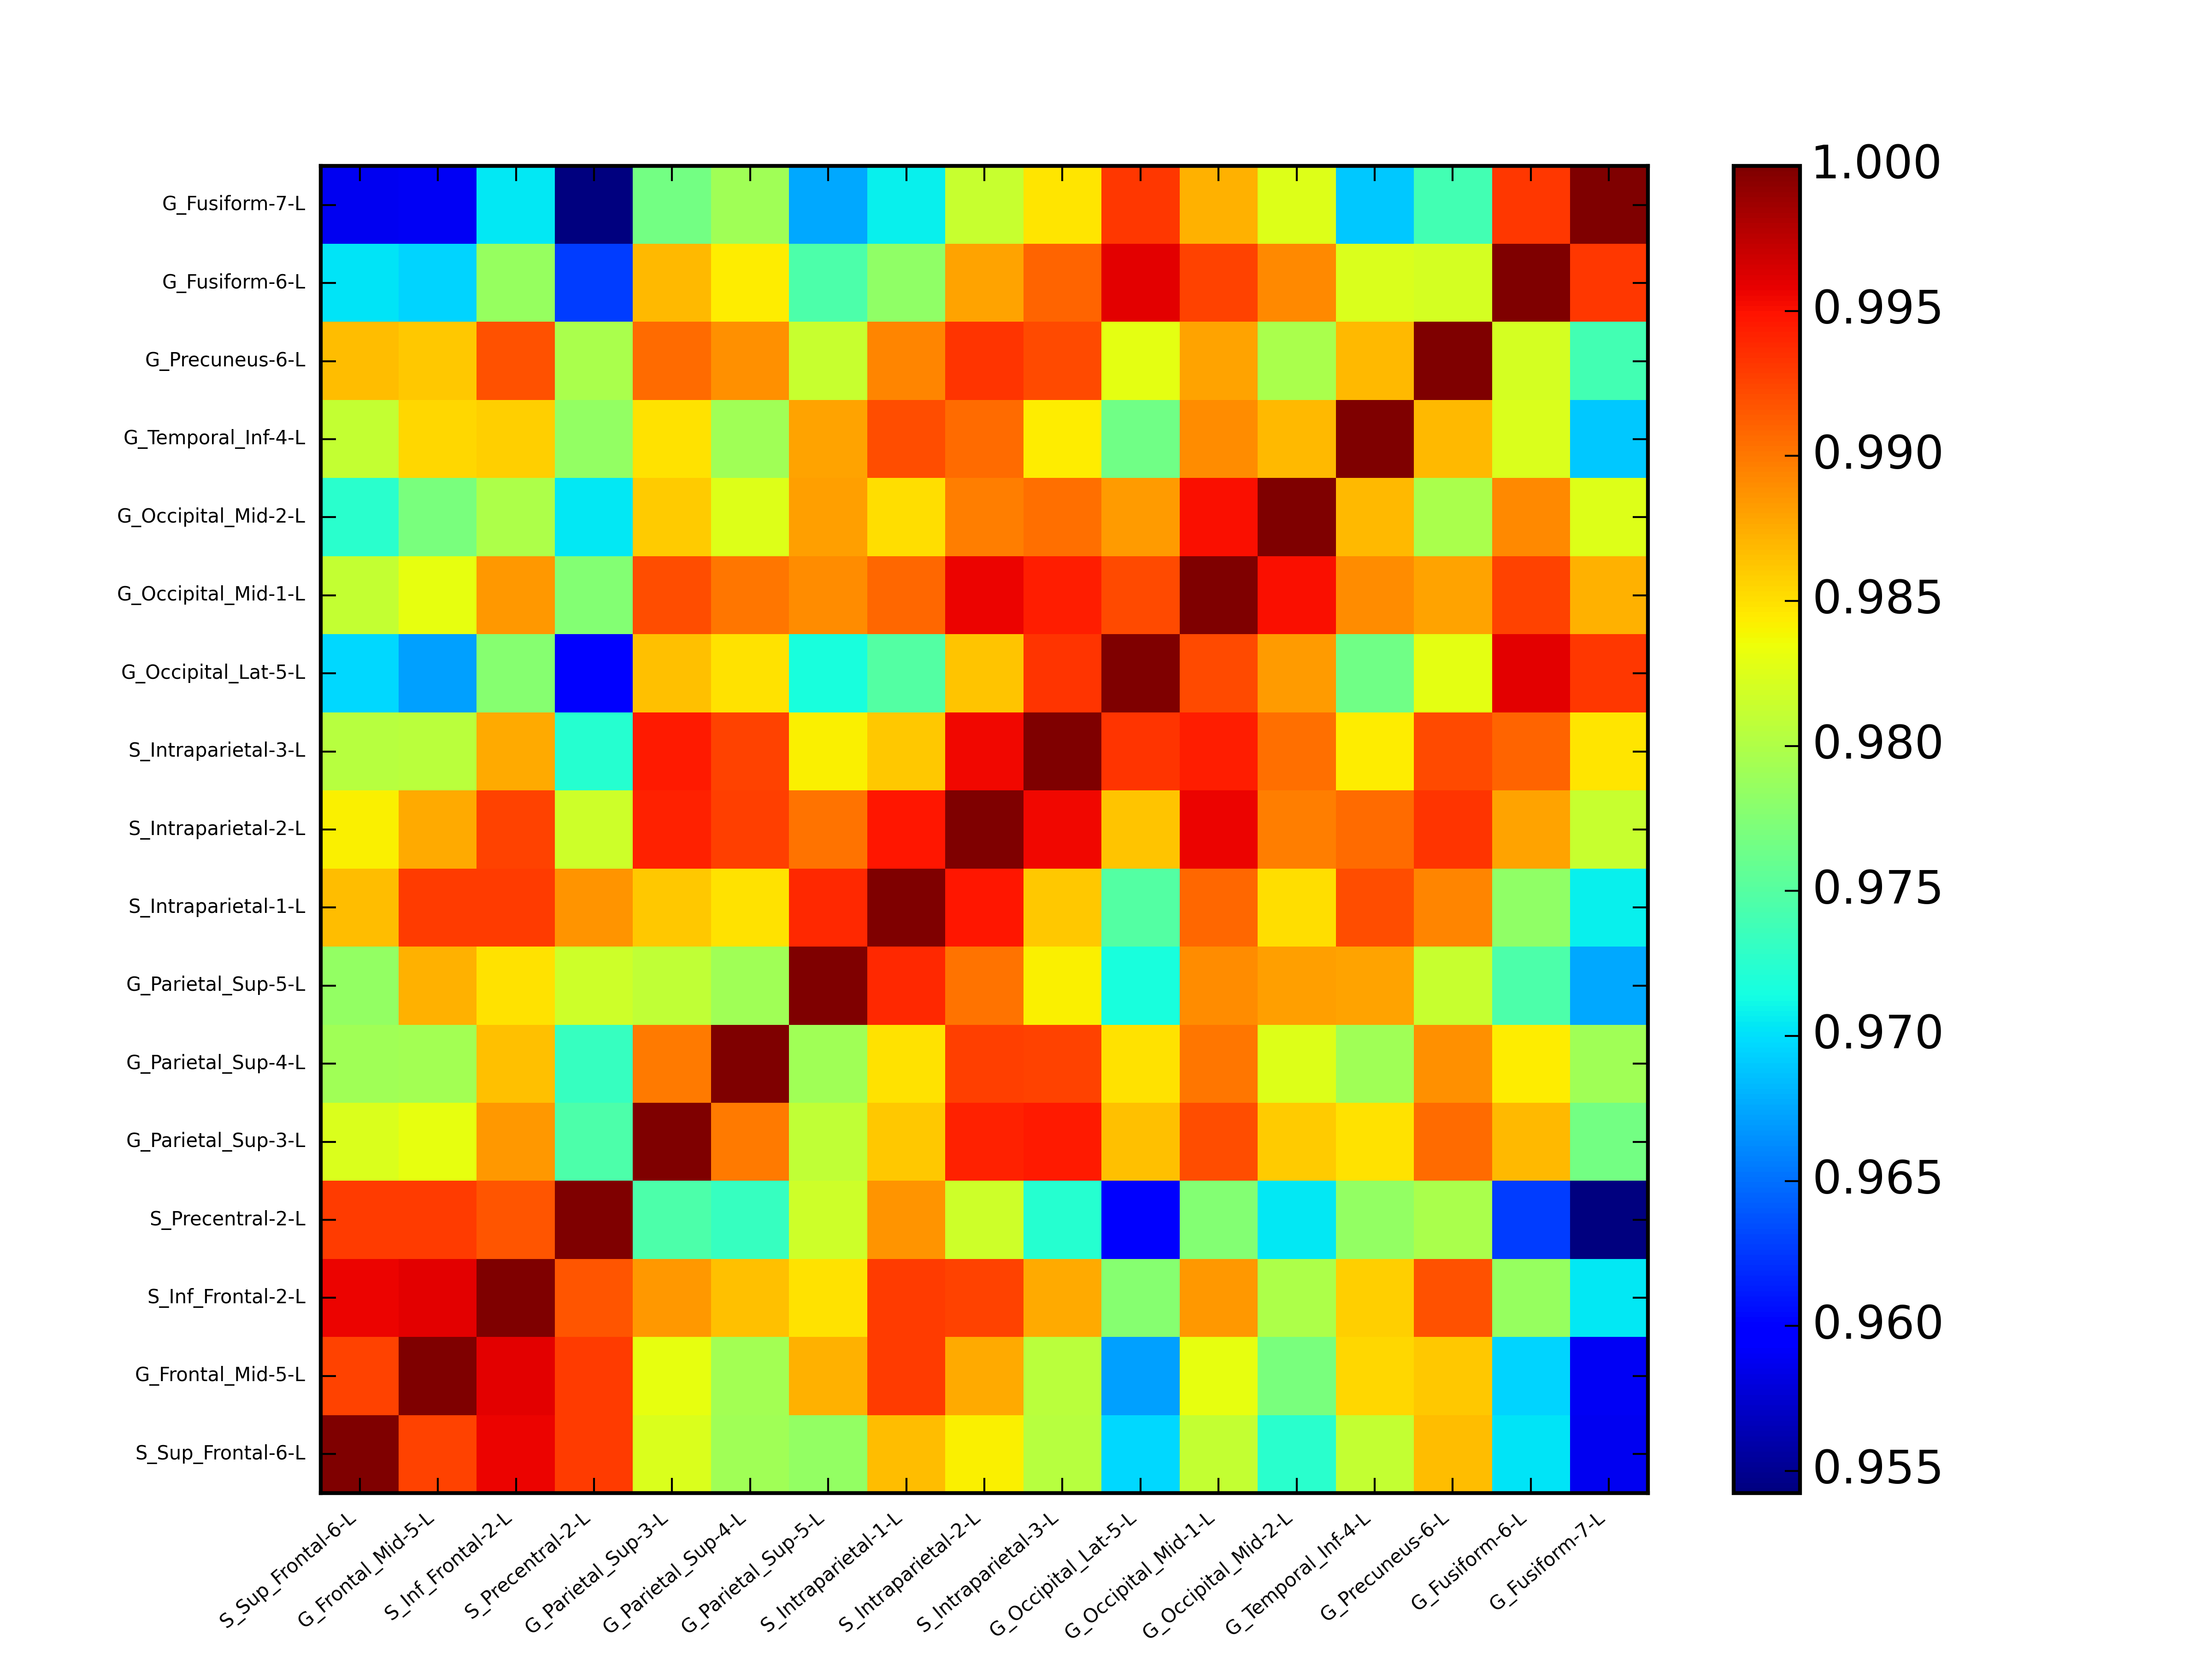 G_Fusiform-7-L
G_Fusiform-6-L
G_Precuneus-6-L
G_Temporal_Inf-4-L
G_Occipital_Mid-2-L
G_Occipital_Mid-1-L
G_Occipital_Lat-5-L
S_Intraparietal-3-L
S_Intraparietal-2-L
S_Intraparietal-1-L
G_Parietal_Sup-5-L
G_Parietal_Sup-4-L
G_Parietal_Sup-3-L
S_Precentral-2-L
S_Inf_Frontal-2-L
G_Frontal_Mid-5-L
S_Sup_Frontal-6-L
S_Sup_Frontal-6-L
G_Frontal_Mid-5-L
S_Inf_Frontal-2-L
S_Precentral-2-L
G_Parietal_Sup-3-L
G_Parietal_Sup-4-L
G_Parietal_Sup-5-L
S_Intraparietal-1-L
S_Intraparietal-2-L
S_Intraparietal-3-L
G_Occipital_Lat-5-L
G_Occipital_Mid-1-L
G_Occipital_Mid-2-L
G_Temporal_Inf-4-L
G_Precuneus-6-L
G_Fusiform-6-L
G_Fusiform-7-L
1.000
0.995
0.990
0.985
0.980
0.975
0.970
0.965
0.960
0.955